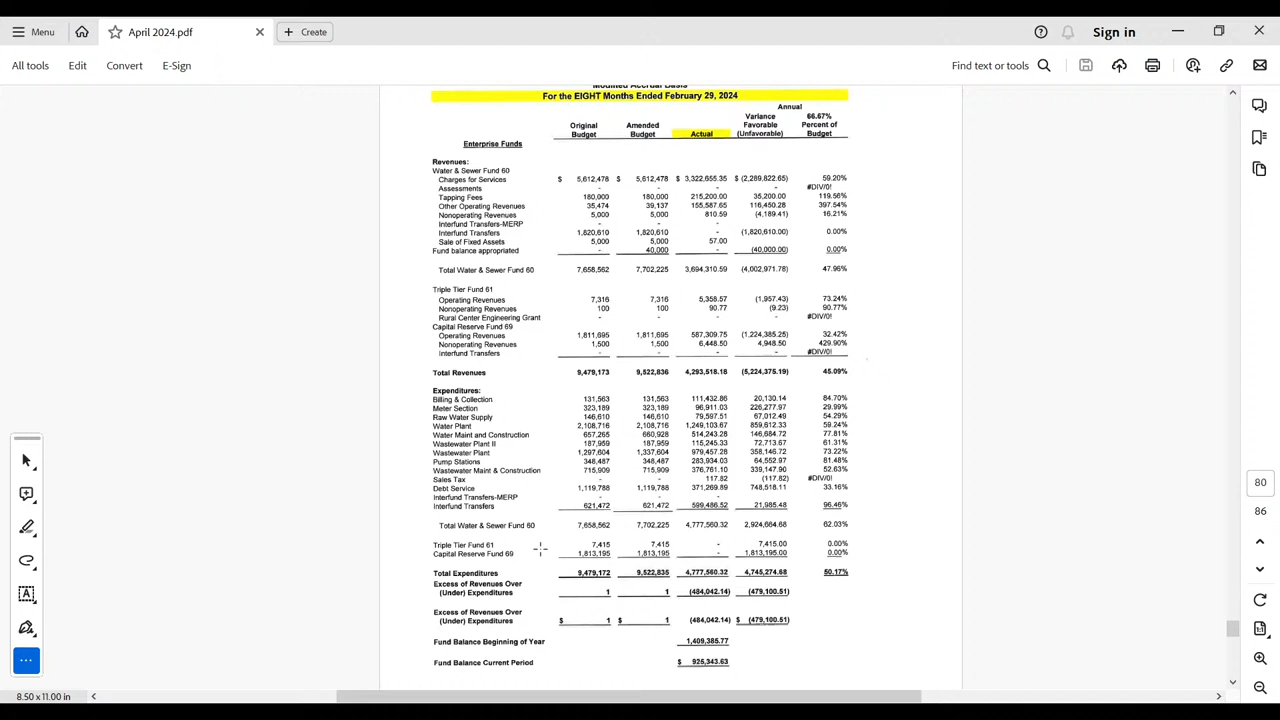 Menu
April 2024.pdf
Create
Sign in
All tools
Edit
Convert
E-Sign
Find text or tools
Modified Accrual Basis
For the EIGHT Months Ended February 29, 2024
Annual
Original Budget Amended Budget Actual Variance Favorable (Unfavorable) 66.67% Percent of Budget
Enterprise Funds
Revenues:
Water & Sewer Fund 60
Charges for Services $ 5,612,478 $ 5,612,478 $ 3,322,655.35 $ (2,289,822.65) 59.20%
Assessments - - - - #DIV/0!
Tapping Fees 180,000 180,000 215,200.00 35,200.00 119.56%
Other Operating Revenues 35,474 39,137 155,587.65 116,450.28 397.54%
Nonoperating Revenues 5,000 5,000 810.59 (4,189.41) 16.21%
Interfund Transfers-MERP - - -
Interfund Transfers 1,820,610 1,820,610 - (1,820,610.00) 0.00%
Sale of Fixed Assets 5,000 5,000 57.00
Fund balance appropriated - 40,000 - (40,000.00) 0.00%
Total Water & Sewer Fund 60 7,658,562 7,702,225 3,694,310.59 (4,002,971.78) 47.96%
Triple Tier Fund 61
Operating Revenues 7,316 7,316 5,358.57 (1,957.43) 73.24%
Nonoperating Revenues 100 100 90.77 (9.23) 90.77%
Rural Center Engineering Grant - - - - #DIV/0!
Capital Reserve Fund 69
Operating Revenues 1,811,695 1,811,695 587,309.75 (1,224,385.25) 32.42%
Nonoperating Revenues 1,500 1,500 6,448.50 4,948.50 429.90%
Interfund Transfers - - - - #DIV/0!
Total Revenues 9,479,173 9,522,836 4,293,518.18 (5,224,375.19) 45.09%
Expenditures:
Billing & Collection 131,563 131,563 111,432.86 20,130.14 84.70%
Meter Section 323,189 323,189 96,911.03 226,277.97 29.99%
Raw Water Supply 146,610 146,610 79,597.51 67,012.49 54.29%
Water Plant 2,108,716 2,108,716 1,249,103.67 859,612.33 59.24%
Water Maint and Construction 657,265 660,928 514,243.28 146,684.72 77.81%
Wastewater Plant II 187,959 187,959 115,245.33 72,713.67 61.31%
Wastewater Plant 1,297,604 1,337,604 979,457.28 358,146.72 73.22%
Pump Stations 348,487 348,487 283,934.03 64,552.97 81.48%
Wastewater Maint & Construction 715,909 715,909 376,761.10 339,147.90 52.63%
Sales Tax - - 117.82 (117.82) #DIV/0!
Debt Service 1,119,788 1,119,788 371,269.89 748,518.11 33.16%
Interfund Transfers-MERP - - -
Interfund Transfers 621,472 621,472 599,486.52 21,985.48 96.46%
Total Water & Sewer Fund 60 7,658,562 7,702,225 4,777,560.32 2,924,664.68 62.03%
Triple Tier Fund 61 7,415 7,415 - 7,415.00 0.00%
Capital Reserve Fund 69 1,813,195 1,813,195 - 1,813,195.00 0.00%
Total Expenditures 9,479,172 9,522,835 4,777,560.32 4,745,274.68 50.17%
Excess of Revenues Over
(Under) Expenditures 1 1 (484,042.14) (479,100.51)
Excess of Revenues Over
(Under) Expenditures $ 1 $ 1 (484,042.14) $ (479,100.51)
Fund Balance Beginning of Year 1,409,385.77
Fund Balance Current Period $ 925,343.63
80
86
8.50 x 11.00 in